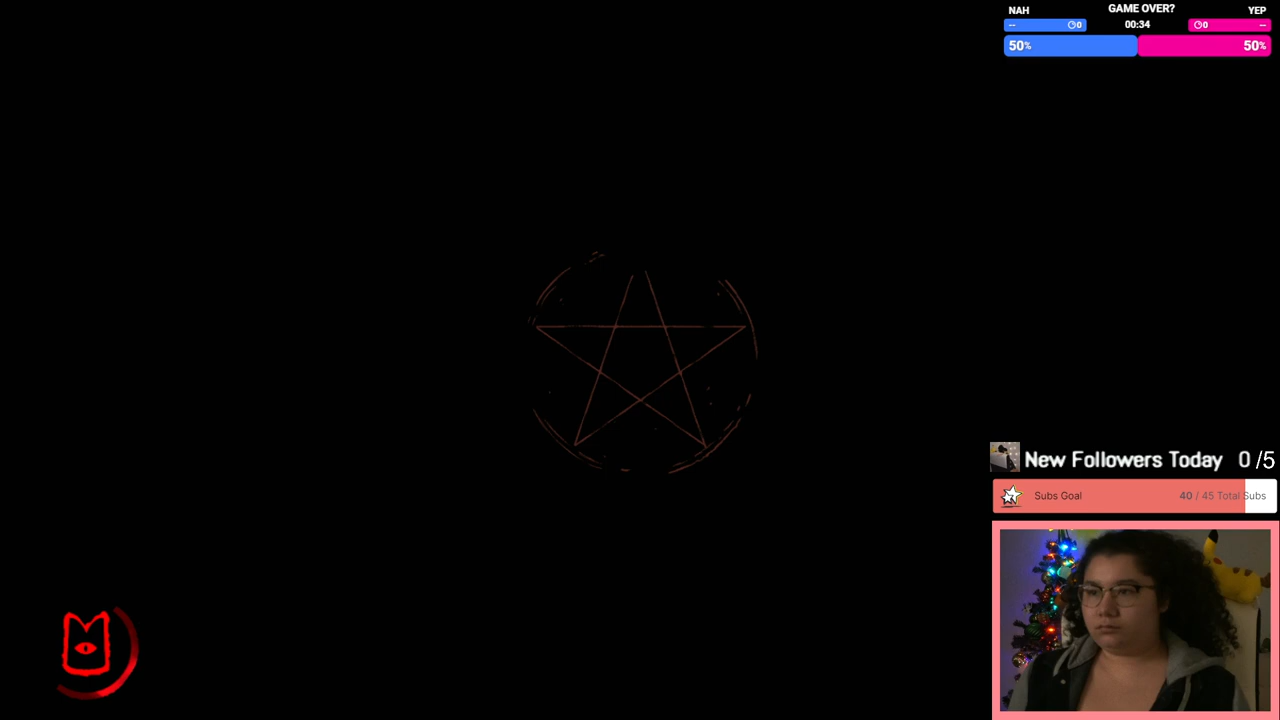 GAME OVER?
NAH
YEP
--
0
00:34
0
--
50%
50%
New Followers Today 0 /5
Subs Goal 40 / 45 Total Subs